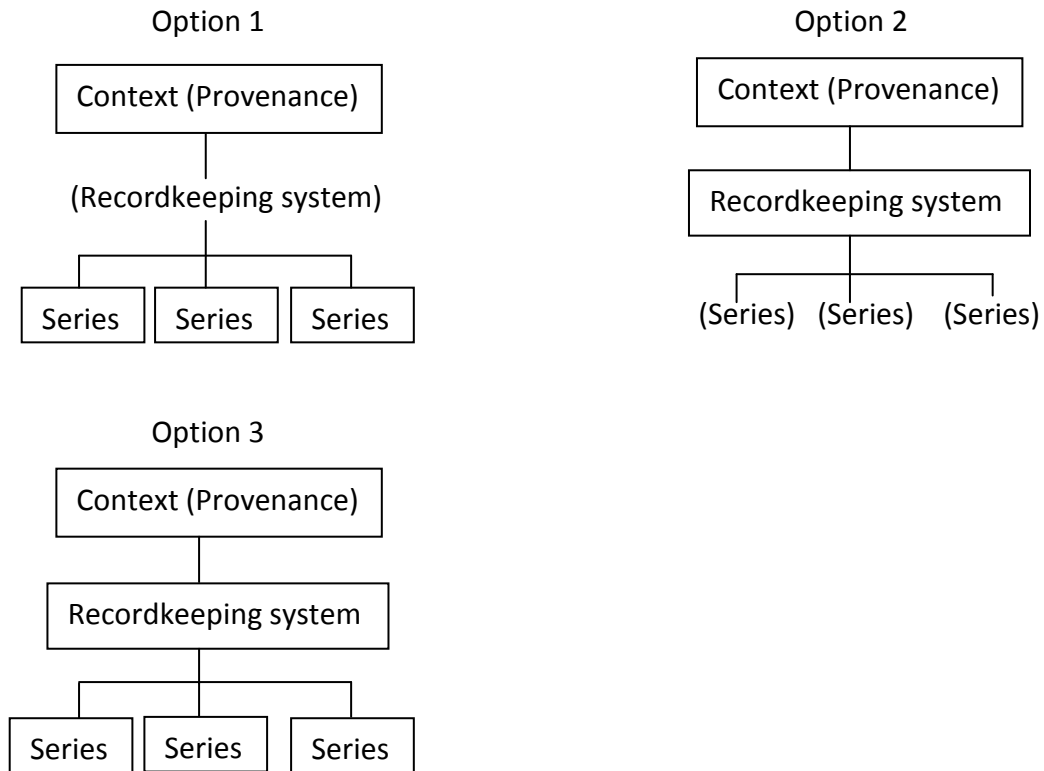 Option 1
Context (Provenance)
(Recordkeeping system)
Series Series Series
Option 2
Context (Provenance)
Recordkeeping system
(Series) (Series) (Series)
Option 3
Context (Provenance)
Recordkeeping system
Series Series Series